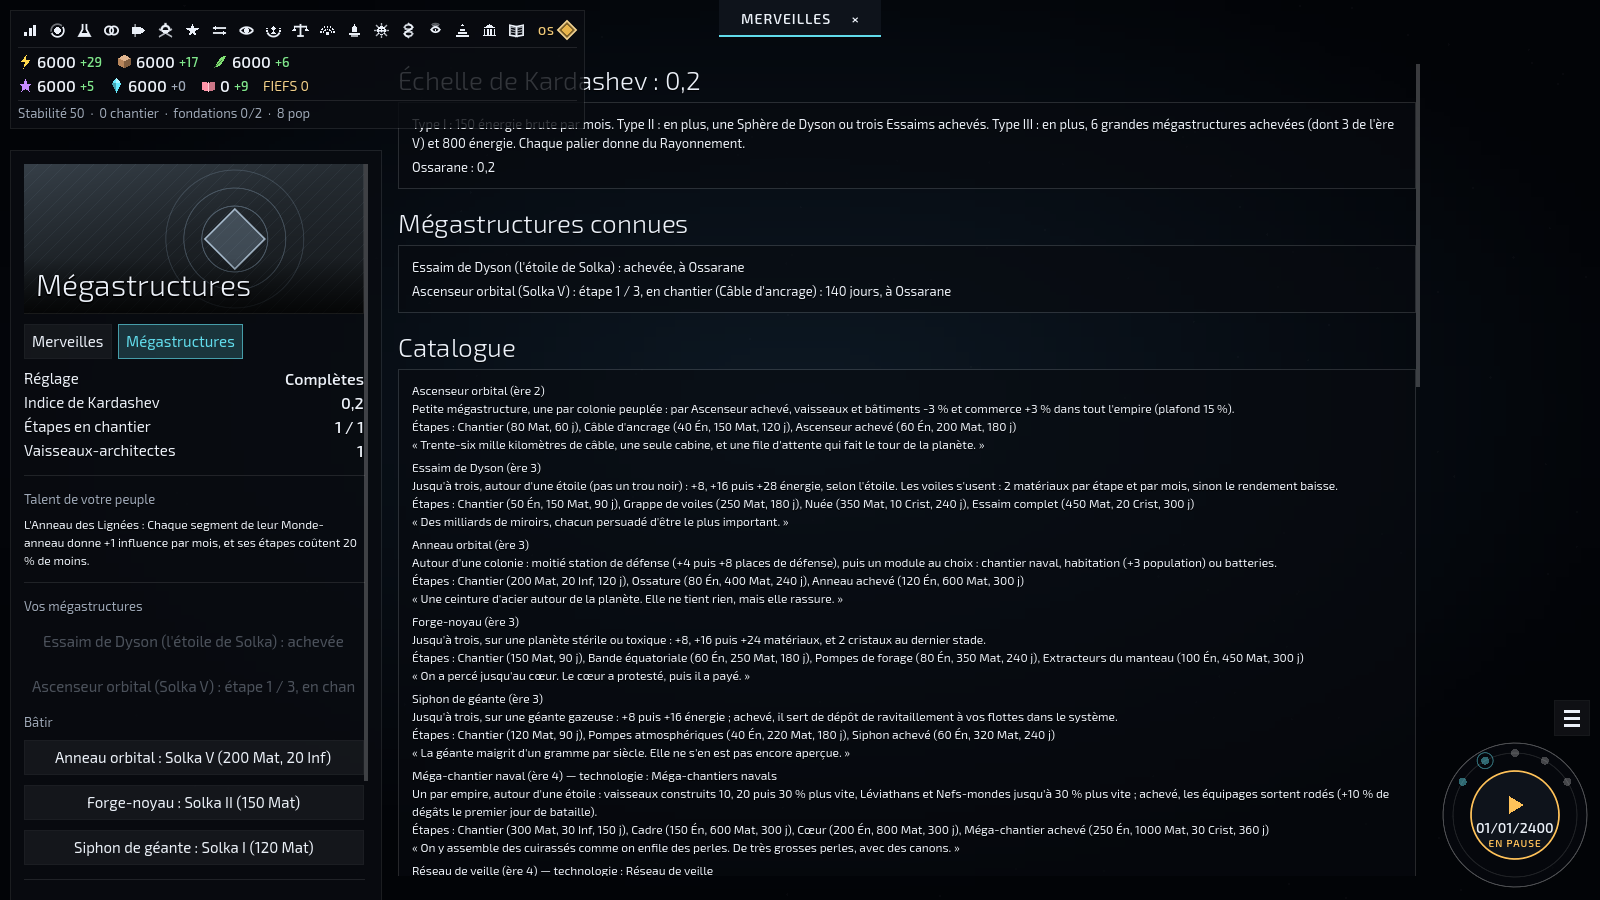 MERVEILLES ×
OS
6000 +29 6000 +17 6000 +6
6000 +5 6000 +0 0 +9 FIEFS 0
Stabilité 50 · 0 chantier · fondations 0/2 · 8 pop
Mégastructures
Merveilles Mégastructures
Réglage Complètes
Indice de Kardashev 0,2
Étapes en chantier 1 / 1
Vaisseaux-architectes 1
Talent de votre peuple
L'Anneau des Lignées : Chaque segment de leur Monde-
anneau donne +1 influence par mois, et ses étapes coûtent 20
% de moins.
Vos mégastructures
Essaim de Dyson (l'étoile de Solka) : achevée
Ascenseur orbital (Solka V) : étape 1 / 3, en chan
Bâtir
Anneau orbital : Solka V (200 Mat, 20 Inf)
Forge-noyau : Solka II (150 Mat)
Siphon de géante : Solka I (120 Mat)
Échelle de Kardashev : 0,2
Type I : 150 énergie brute par mois. Type II : en plus, une Sphère de Dyson ou trois Essaims achevés. Type III : en plus, 6 grandes mégastructures achevées (dont 3 de l'ère
V) et 800 énergie. Chaque palier donne du Rayonnement.
Ossarane : 0,2
Mégastructures connues
Essaim de Dyson (l'étoile de Solka) : achevée, à Ossarane
Ascenseur orbital (Solka V) : étape 1 / 3, en chantier (Câble d'ancrage) : 140 jours, à Ossarane
Catalogue
Ascenseur orbital (ère 2)
Petite mégastructure, une par colonie peuplée : par Ascenseur achevé, vaisseaux et bâtiments -3 % et commerce +3 % dans tout l'empire (plafond 15 %).
Étapes : Chantier (80 Mat, 60 j), Câble d'ancrage (40 Én, 150 Mat, 120 j), Ascenseur achevé (60 Én, 200 Mat, 180 j)
« Trente-six mille kilomètres de câble, une seule cabine, et une file d'attente qui fait le tour de la planète. »
Essaim de Dyson (ère 3)
Jusqu'à trois, autour d'une étoile (pas un trou noir) : +8, +16 puis +28 énergie, selon l'étoile. Les voiles s'usent : 2 matériaux par étape et par mois, sinon le rendement baisse.
Étapes : Chantier (50 Én, 150 Mat, 90 j), Grappe de voiles (250 Mat, 180 j), Nuée (350 Mat, 10 Crist, 240 j), Essaim complet (450 Mat, 20 Crist, 300 j)
« Des milliards de miroirs, chacun persuadé d'être le plus important. »
Anneau orbital (ère 3)
Autour d'une colonie : moitié station de défense (+4 puis +8 places de défense), puis un module au choix : chantier naval, habitation (+3 population) ou batteries.
Étapes : Chantier (200 Mat, 20 Inf, 120 j), Ossature (80 Én, 400 Mat, 240 j), Anneau achevé (120 Én, 600 Mat, 300 j)
« Une ceinture d'acier autour de la planète. Elle ne tient rien, mais elle rassure. »
Forge-noyau (ère 3)
Jusqu'à trois, sur une planète stérile ou toxique : +8, +16 puis +24 matériaux, et 2 cristaux au dernier stade.
Étapes : Chantier (150 Mat, 90 j), Bande équatoriale (60 Én, 250 Mat, 180 j), Pompes de forage (80 Én, 350 Mat, 240 j), Extracteurs du manteau (100 Én, 450 Mat, 300 j)
« On a percé jusqu'au cœur. Le cœur a protesté, puis il a payé. »
Siphon de géante (ère 3)
Jusqu'à trois, sur une géante gazeuse : +8 puis +16 énergie ; achevé, il sert de dépôt de ravitaillement à vos flottes dans le système.
Étapes : Chantier (120 Mat, 90 j), Pompes atmosphériques (40 Én, 220 Mat, 180 j), Siphon achevé (60 Én, 320 Mat, 240 j)
« La géante maigrit d'un gramme par siècle. Elle ne s'en est pas encore aperçue. »
Méga-chantier naval (ère 4) — technologie : Méga-chantiers navals
Un par empire, autour d'une étoile : vaisseaux construits 10, 20 puis 30 % plus vite, Léviathans et Nefs-mondes jusqu'à 30 % plus vite ; achevé, les équipages sortent rodés (+10 % de
dégâts le premier jour de bataille).
Étapes : Chantier (300 Mat, 30 Inf, 150 j), Cadre (150 Én, 600 Mat, 300 j), Cœur (200 Én, 800 Mat, 300 j), Méga-chantier achevé (250 Én, 1000 Mat, 30 Crist, 360 j)
« On y assemble des cuirassés comme on enfile des perles. De très grosses perles, avec des canons. »
Réseau de veille (ère 4) — technologie : Réseau de veille
01/01/2400
EN PAUSE